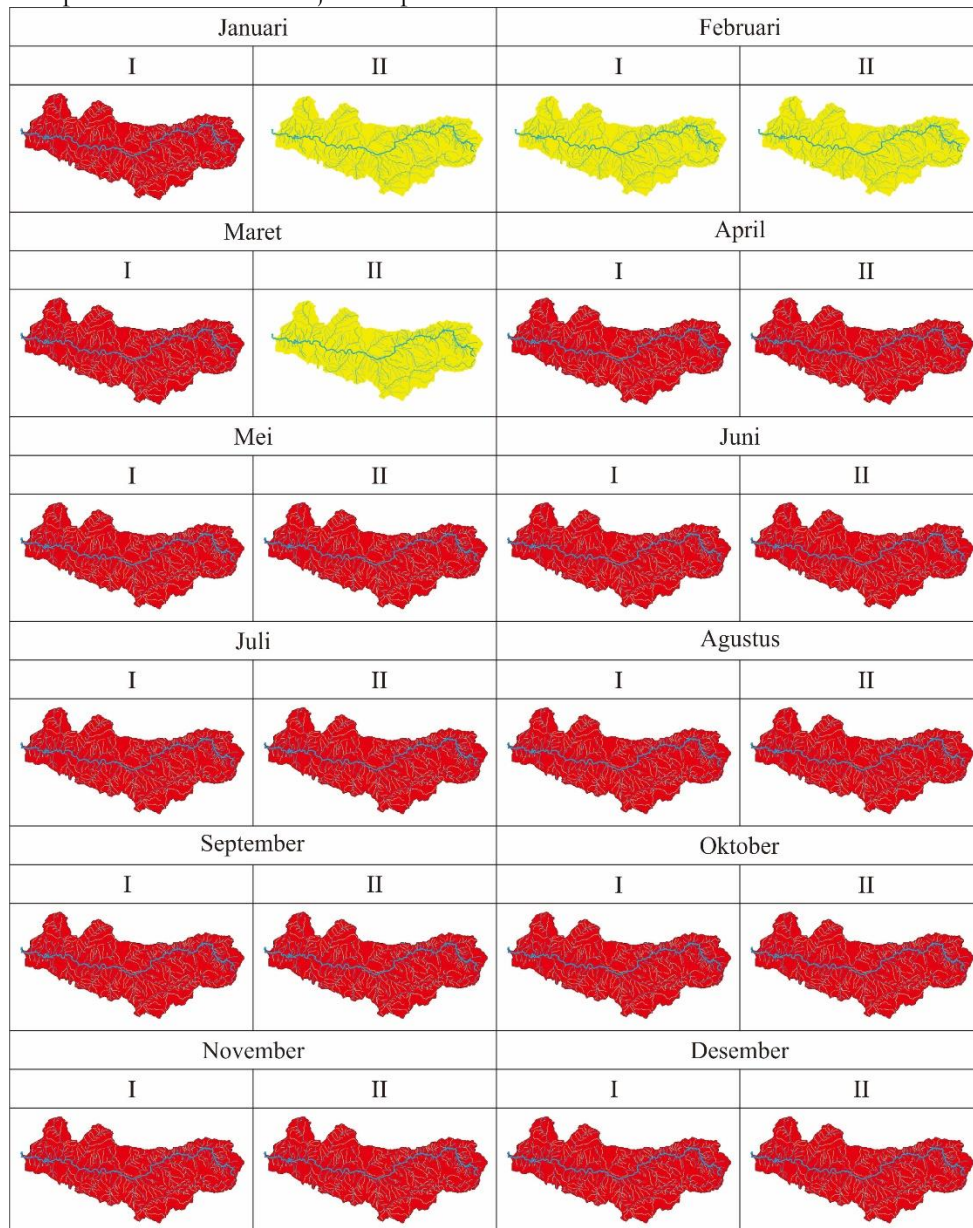 Januari Februari
I II I II
Maret April
I II I II
Mei Juni
I II I II
Juli Agustus
I II I II
September Oktober
I II I II
November Desember
I II I II